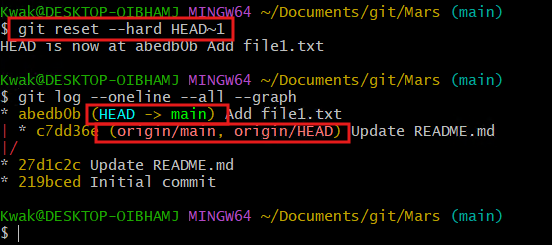 Kwak@DESKTOP-OIBHAMJ MINGW64 ~/Documents/git/Mars (main)
$ git reset --hard HEAD~1
HEAD is now at abedb0b Add file1.txt
Kwak@DESKTOP-OIBHAMJ MINGW64 ~/Documents/git/Mars (main)
$ git log --oneline --all --graph
* abedb0b (HEAD -> main) Add file1.txt
| * c7dd36e (origin/main, origin/HEAD) Update README.md
|/
* 27d1c2c Update README.md
* 219bced Initial commit
Kwak@DESKTOP-OIBHAMJ MINGW64 ~/Documents/git/Mars (main)
$